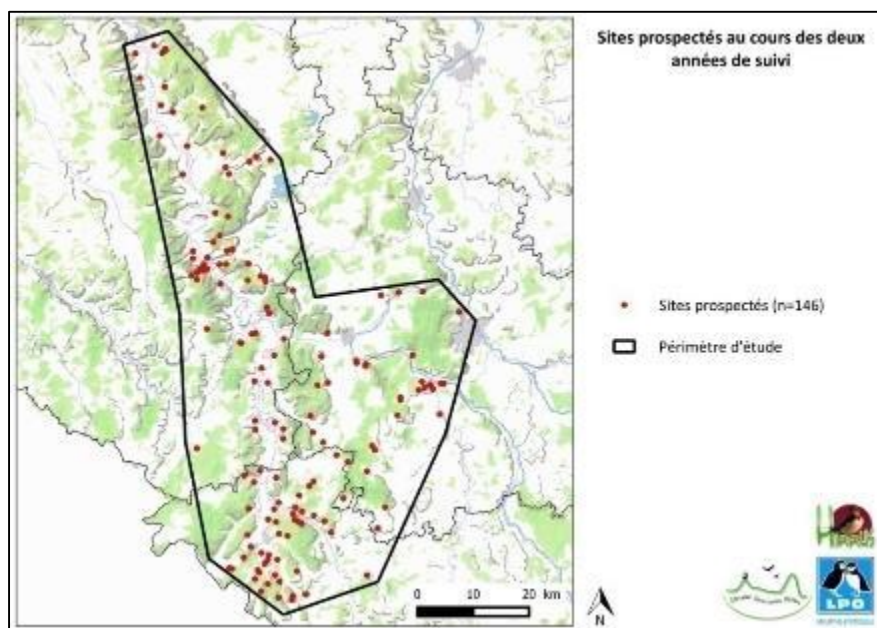 Sites prospectés au cours des deux
années de suivi
Sites prospectés (n=146)
Périmètre d'étude
0 10 20 km
N
LPO